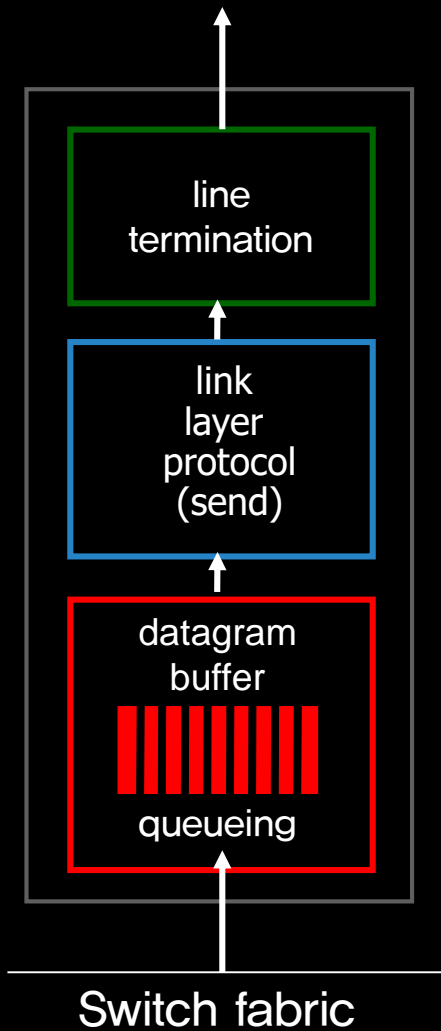 line
termination
link
layer
protocol
(send)
datagram
buffer
queueing
Switch fabric